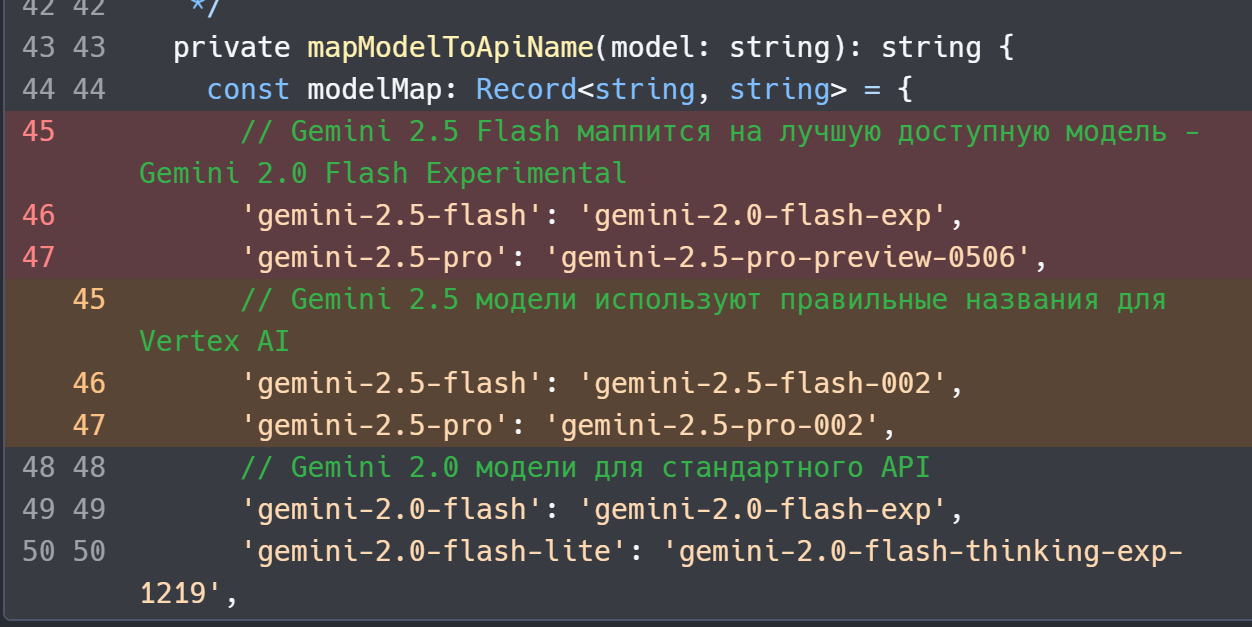 42 42     */
43 43    private mapModelToApiName(model: string): string {
44 44      const modelMap: Record<string, string> = {
45        // Gemini 2.5 Flash маппится на лучшую доступную модель -
Gemini 2.0 Flash Experimental
46        'gemini-2.5-flash': 'gemini-2.0-flash-exp',
47        'gemini-2.5-pro': 'gemini-2.5-pro-preview-0506',
45        // Gemini 2.5 модели используют правильные названия для
Vertex AI
46        'gemini-2.5-flash': 'gemini-2.5-flash-002',
47        'gemini-2.5-pro': 'gemini-2.5-pro-002',
48 48        // Gemini 2.0 модели для стандартного API
49 49        'gemini-2.0-flash': 'gemini-2.0-flash-exp',
50 50        'gemini-2.0-flash-lite': 'gemini-2.0-flash-thinking-exp-
1219',